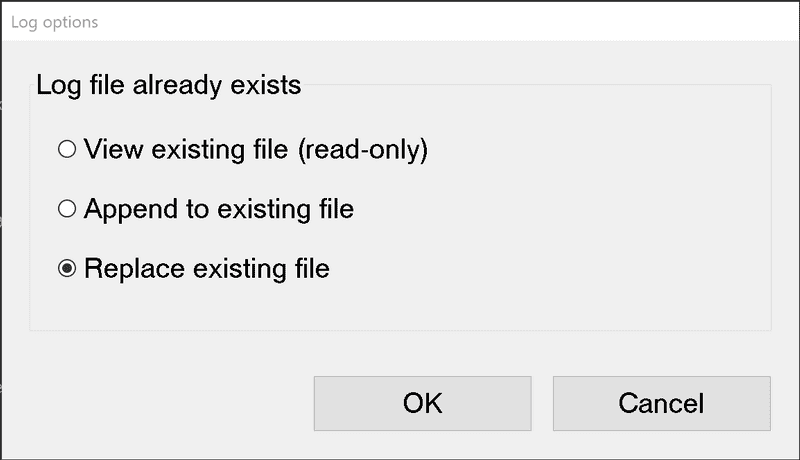 Log options
Log file already exists
View existing file (read-only)
Append to existing file
Replace existing file
OK
Cancel